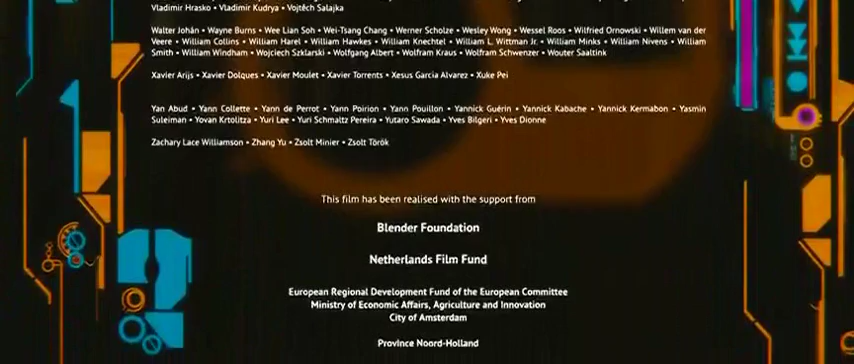 Vladimir Hrasko • Vladimir Kudrya • Vojtěch Salajka
Walter Johän • Wayne Burns • Wee Lian Soh • Wei-Tsang Chang • Werner Scholze • Wesley Wong • Wessel Roos • Wilfried Ornowski • Willem van der
Veere • William Collins • William Harel • William Hawkes • William Knechtel • William L. Wittman Jr. • William Minks • William Nivens • William
Smith • William Windham • Wojciech Szklarski • Wolfgang Albert • Wolfram Kraus • Wolfram Schwenzer • Wouter Saaltink
Xavier Arijs • Xavier Dolques • Xavier Moulet • Xavier Torrents • Xesus Garcia Alvarez • Xuke Pei
Yan Abud • Yann Collette • Yann de Perrot • Yann Poirion • Yann Pouillon • Yannick Guérin • Yannick Kabache • Yannick Kermabon • Yasmin
Suleiman • Yovan Krtolitza • Yuri Lee • Yuri Schmaltz Pereira • Yutaro Sawada • Yves Bilgeri • Yves Dionne
Zachary Lace Williamson • Zhang Yu • Zsolt Minier • Zsolt Török
This film has been realised with the support from
Blender Foundation
Netherlands Film Fund
European Regional Development Fund of the European Committee
Ministry of Economic Affairs, Agriculture and Innovation
City of Amsterdam
Province Noord-Holland